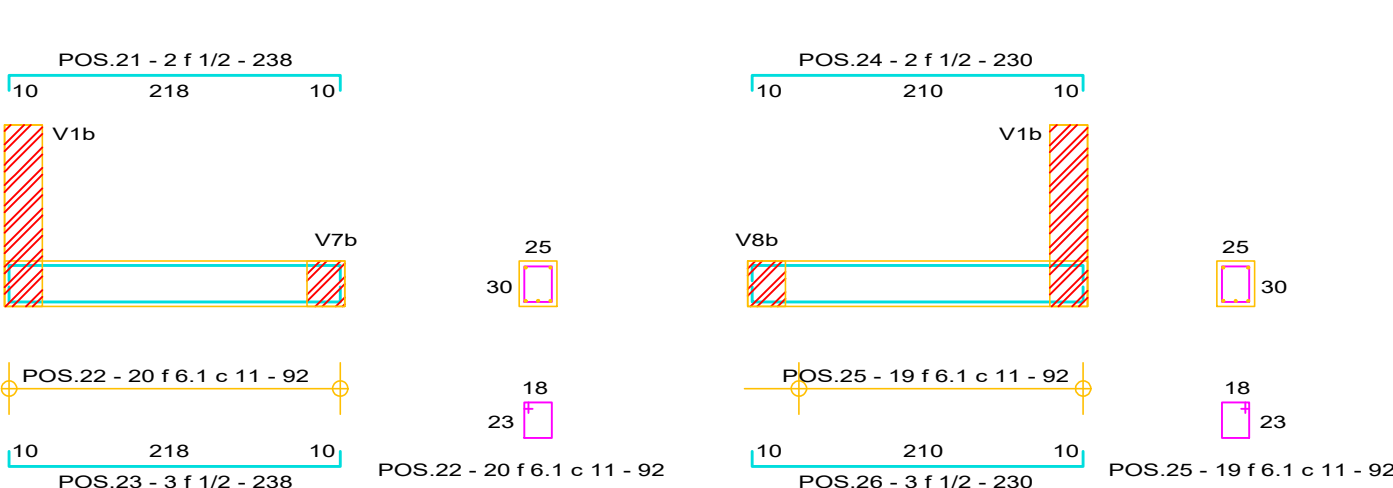 POS.21 - 2 f 1/2 - 238
10 218 10
V1b
V7b
25
30
POS.22 - 20 f 6.1 c 11 - 92
18
23
POS.22 - 20 f 6.1 c 11 - 92
10 218 10
POS.23 - 3 f 1/2 - 238
POS.24 - 2 f 1/2 - 230
10 210 10
V1b
V8b
25
30
POS.25 - 19 f 6.1 c 11 - 92
18
23
POS.25 - 19 f 6.1 c 11 - 92
10 210 10
POS.26 - 3 f 1/2 - 230